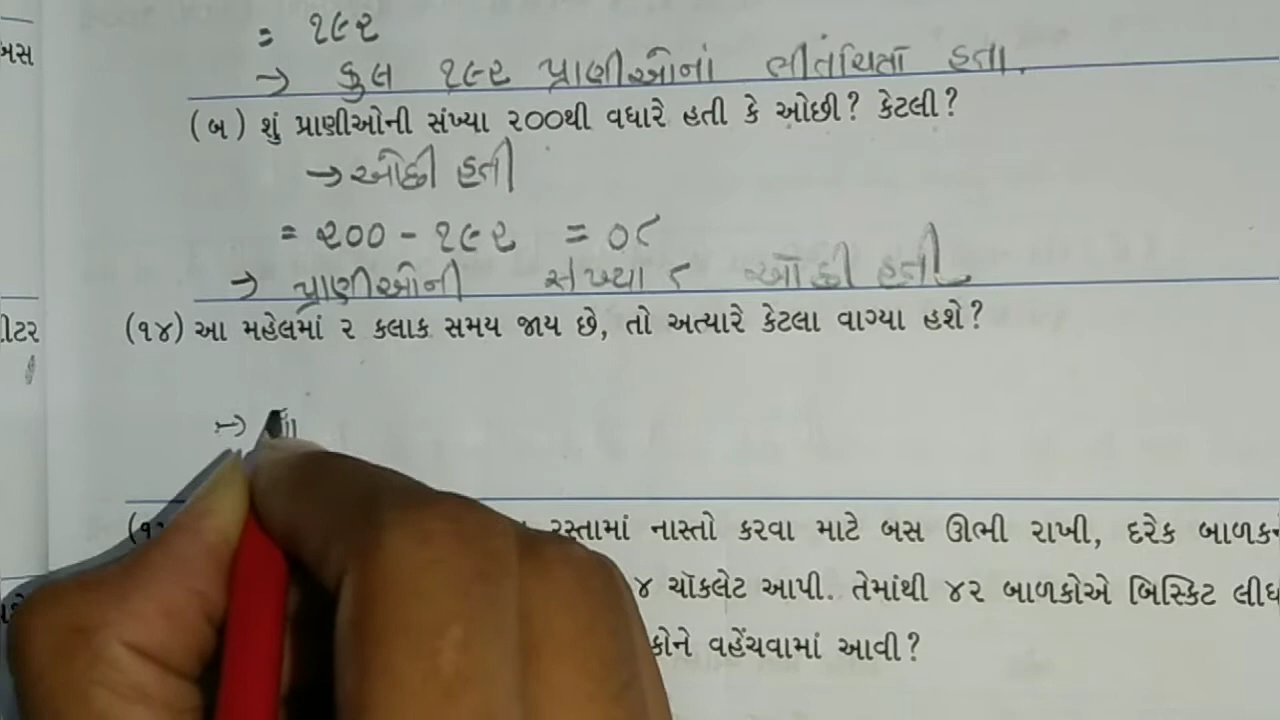 = ૧૯૨
→ કુલ ૧૯૨ પ્રાણીઓનાં ભીતચિત્રો હતા.
(બ) શું પ્રાણીઓની સંખ્યા ૨૦૦થી વધારે હતી કે ઓછી? કેટલી?
→ ઓછી હતી
= ૨૦૦ - ૧૯૨ = ૦૮
→ પ્રાણીઓની સંખ્યા ૮ ઓછી હતી
(૧૪) આ મહેલમાં ૨ કલાક સમય જાય છે, તો અત્યારે કેટલા વાગ્યા હશે?
→
રસ્તામાં નાસ્તો કરવા માટે બસ ઊભી રાખી, દરેક બાળક
૪ ચૉકલેટ આપી. તેમાંથી ૪૨ બાળકોએ બિસ્કિટ લીધ
કોને વહેંચવામાં આવી?